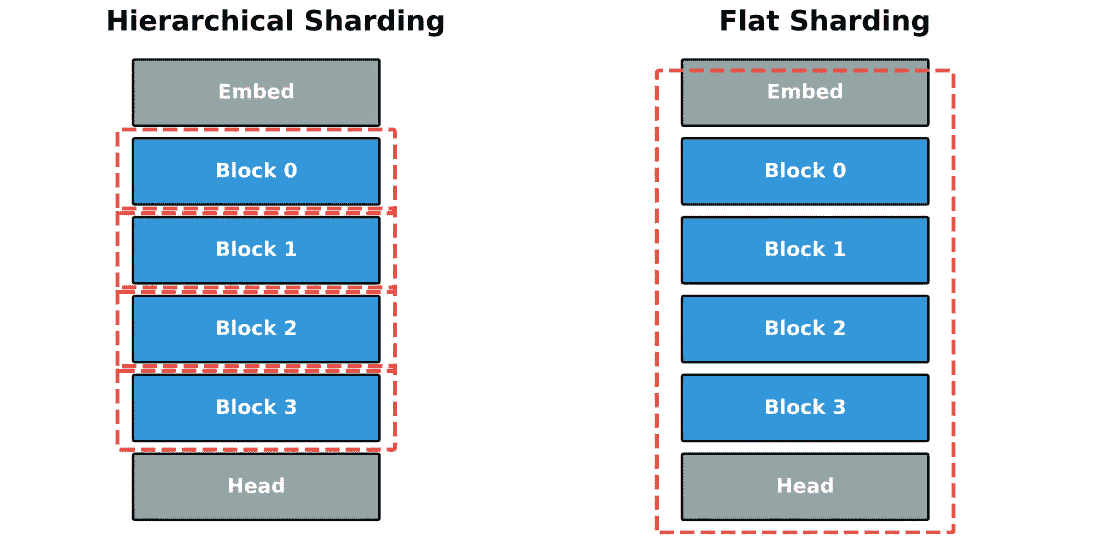 Hierarchical Sharding
Embed
Block 0
Block 1
Block 2
Block 3
Head
Flat Sharding
Embed
Block 0
Block 1
Block 2
Block 3
Head